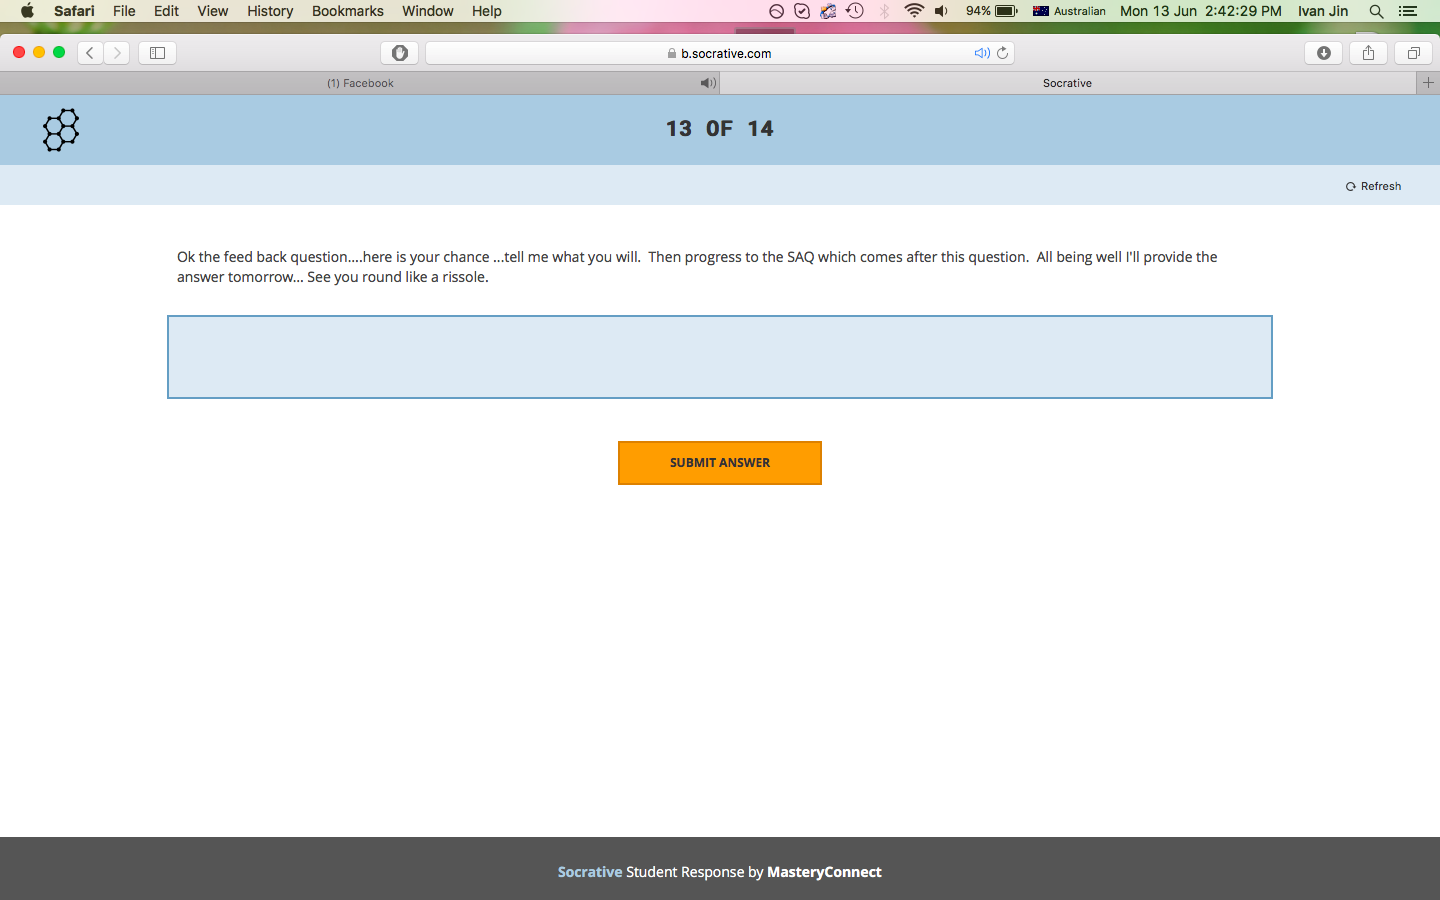 Safari File Edit View History Bookmarks Window Help 94% Australian Mon 13 Jun 2:42:29 PM Ivan Jin
b.socrative.com
(1) Facebook Socrative
13 OF 14
Refresh
Ok the feed back question....here is your chance ...tell me what you will. Then progress to the SAQ which comes after this question. All being well I'll provide the
answer tomorrow... See you round like a rissole.
SUBMIT ANSWER
Socrative Student Response by MasteryConnect